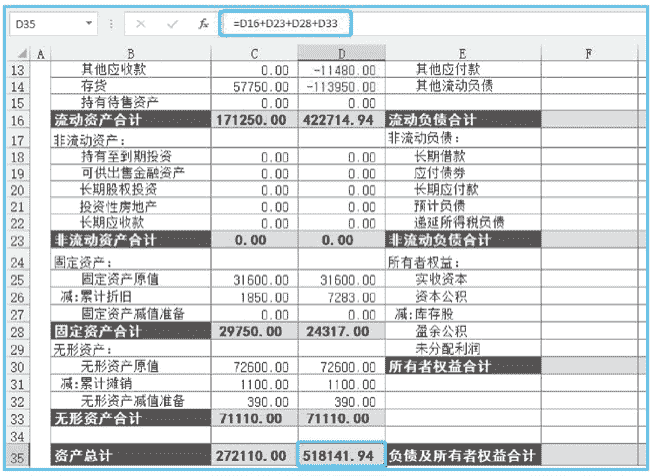 D35 fx =D16+D23+D28+D33
A B C D E F
13 其他应收款 0.00 -11480.00 其他应付款
14 存货 57750.00 -113950.00 其他流动负债
15 持有待售资产 0.00 0.00
16 流动资产合计 171250.00 422714.94 流动负债合计
17 非流动资产: 非流动负债:
18 持有至到期投资 0.00 0.00 长期借款
19 可供出售金融资产 0.00 0.00 应付债券
20 长期股权投资 0.00 0.00 长期应付款
21 投资性房地产 0.00 0.00 预计负债
22 长期应收款 0.00 0.00 递延所得税负债
23 非流动资产合计 0.00 0.00 非流动负债合计
24 固定资产: 所有者权益:
25 固定资产原值 31600.00 31600.00 实收资本
26 减:累计折旧 1850.00 7283.00 资本公积
27 固定资产减值准备 0.00 0.00 减:库存股
28 固定资产合计 29750.00 24317.00 盈余公积
29 无形资产: 未分配利润
30 无形资产原值 72600.00 72600.00 所有者权益合计
31 减:累计摊销 1100.00 1100.00
32 无形资产减值准备 390.00 390.00
33 无形资产合计 71110.00 71110.00
34
35 资产总计 272110.00 518141.94 负债及所有者权益合计